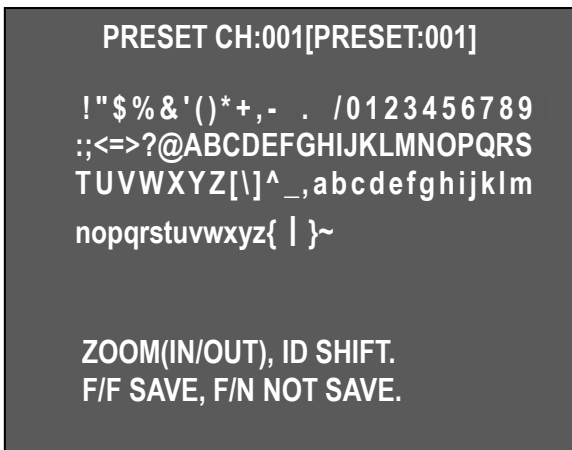 PRESET CH:001[PRESET:001]
!"$%&'()*+,- . /0123456789
:;<=>?@ABCDEFGHIJKLMNOPQRS
TUVWXYZ[\]^_,abcdefghijklm
nopqrstuvwxyz{ | }~
ZOOM(IN/OUT), ID SHIFT.
F/F SAVE, F/N NOT SAVE.